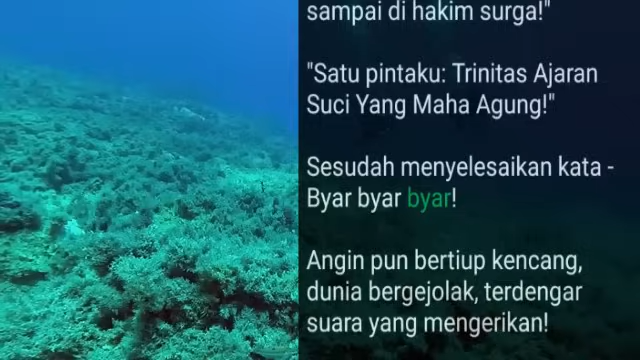 sampai di hakim surga!"
"Satu pintaku: Trinitas Ajaran
Suci Yang Maha Agung!"
Sesudah menyelesaikan kata -
Byar byar byar!
Angin pun bertiup kencang,
dunia bergejolak, terdengar
suara yang mengerikan!